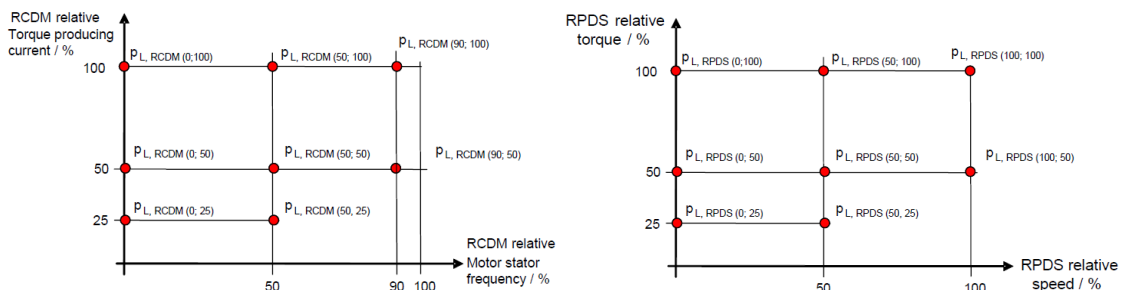 RCDM relative
Torque producing
current / %
p L, RCDM (0;100)
p L, RCDM (50; 100)
p L, RCDM (90; 100)
100
p L, RCDM (0; 50)
p L, RCDM (50; 50)
p L, RCDM (90; 50)
50
p L, RCDM (0; 25)
p L, RCDM (50, 25)
25
RCDM relative
Motor stator
frequency / %
50
90
100
RPDS relative
torque / %
p L, RPDS (0;100)
p L, RPDS (50; 100)
p L, RPDS (100; 100)
100
p L, RPDS (0; 50)
p L, RPDS (50; 50)
p L, RPDS (100; 50)
50
p L, RPDS (0; 25)
p L, RPDS (50, 25)
25
RPDS relative
speed / %
50
100